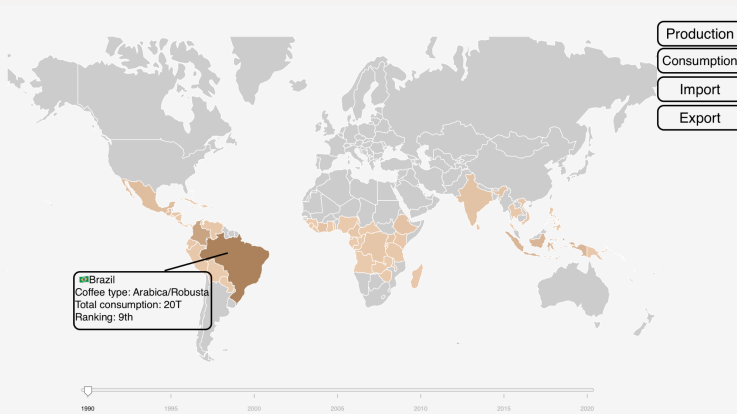 Production
Consumption
Import
Export
Brazil
Coffee type: Arabica/Robusta
Total consumption: 20T
Ranking: 9th
1990 1995 2000 2005 2010 2015 2020